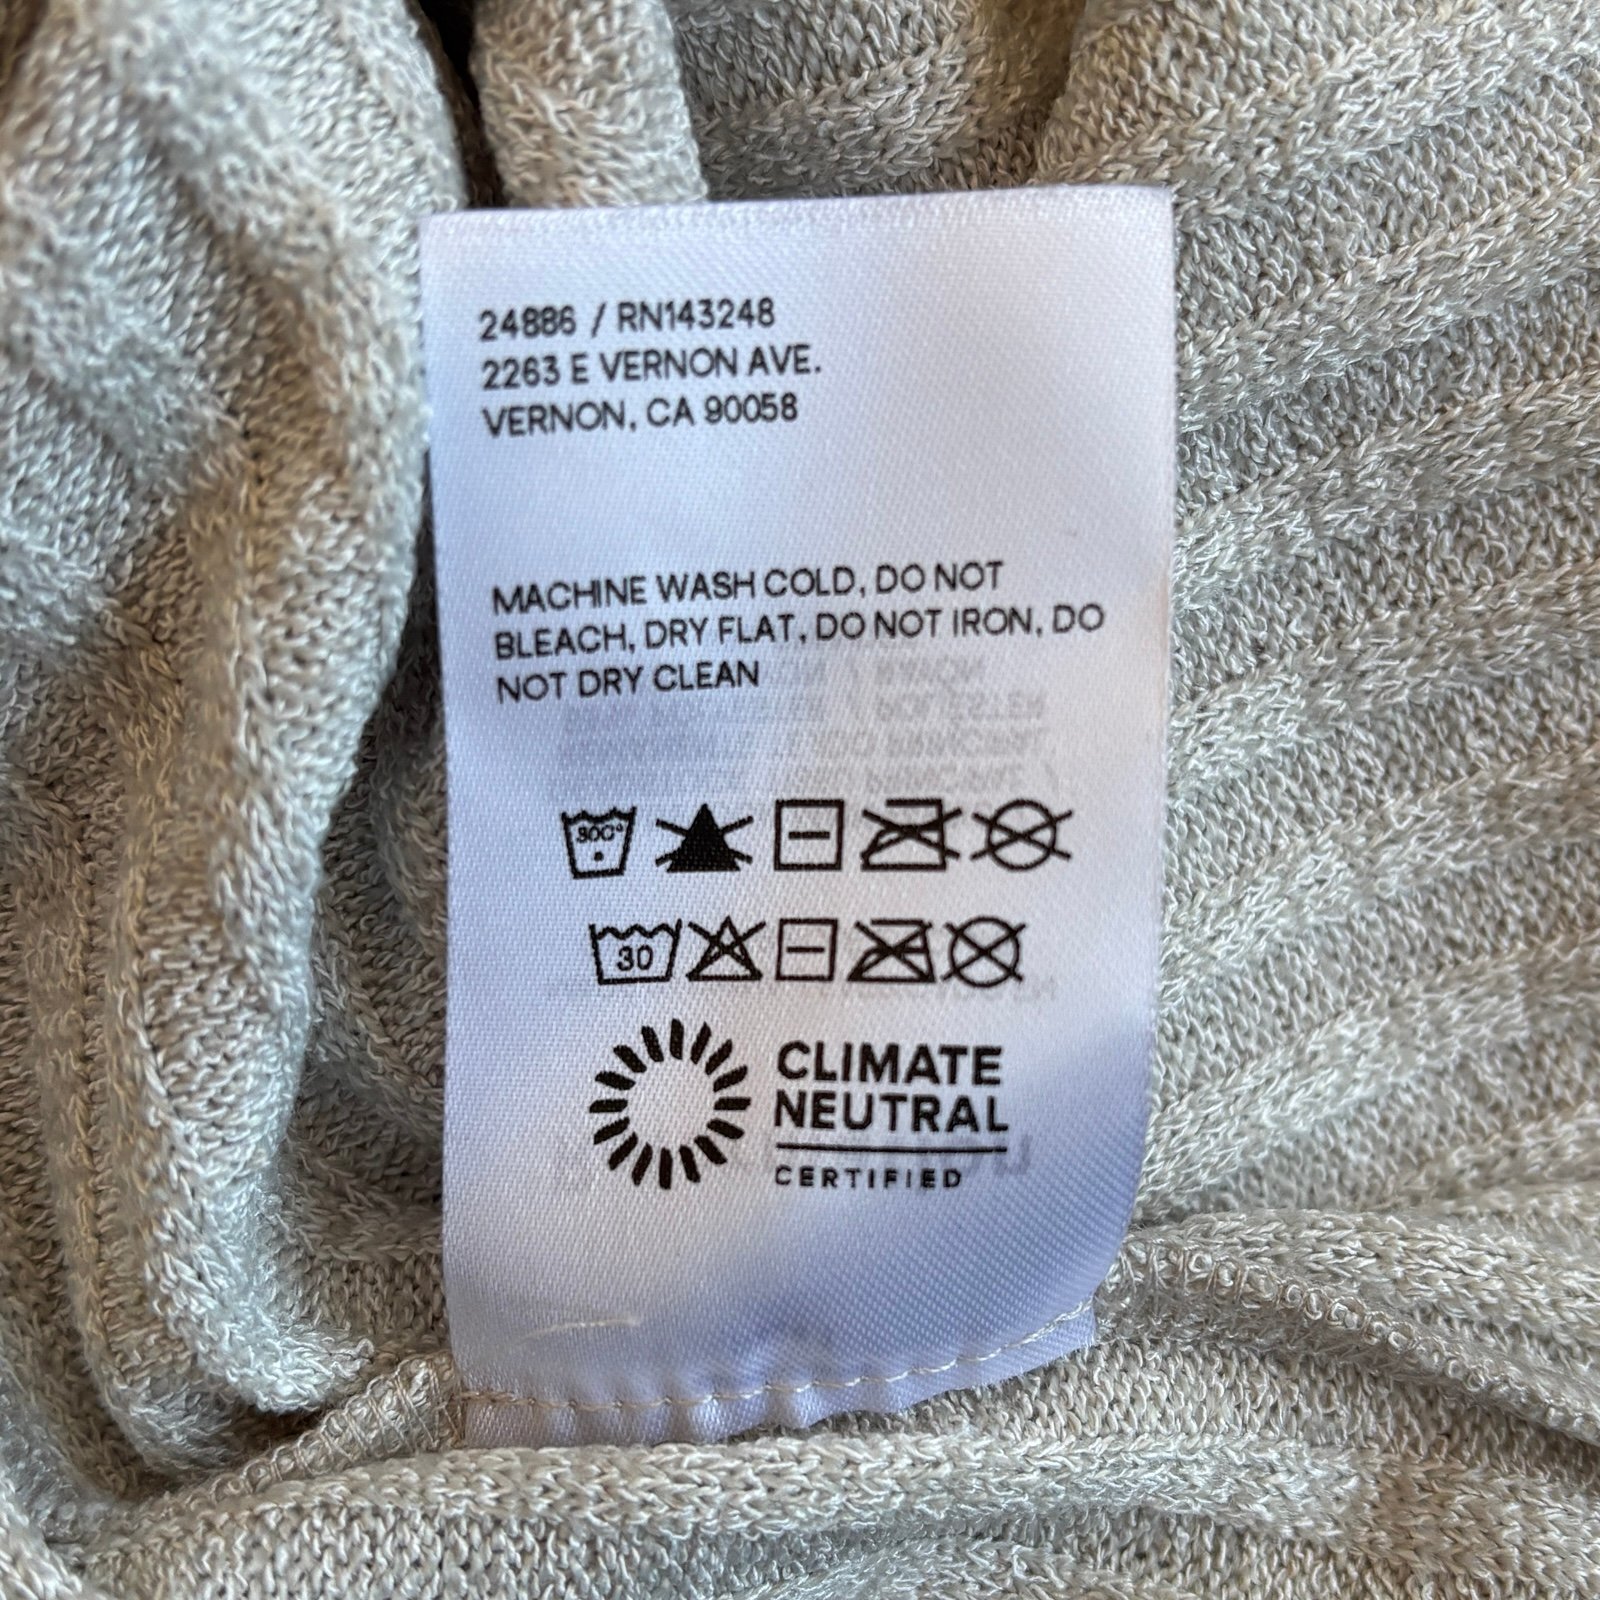 24886 / RN143248
2263 E VERNON AVE.
VERNON, CA 90058
MACHINE WASH COLD, DO NOT
BLEACH, DRY FLAT, DO NOT IRON, DO
NOT DRY CLEAN
30
CLIMATE
NEUTRAL
CERTIFIED